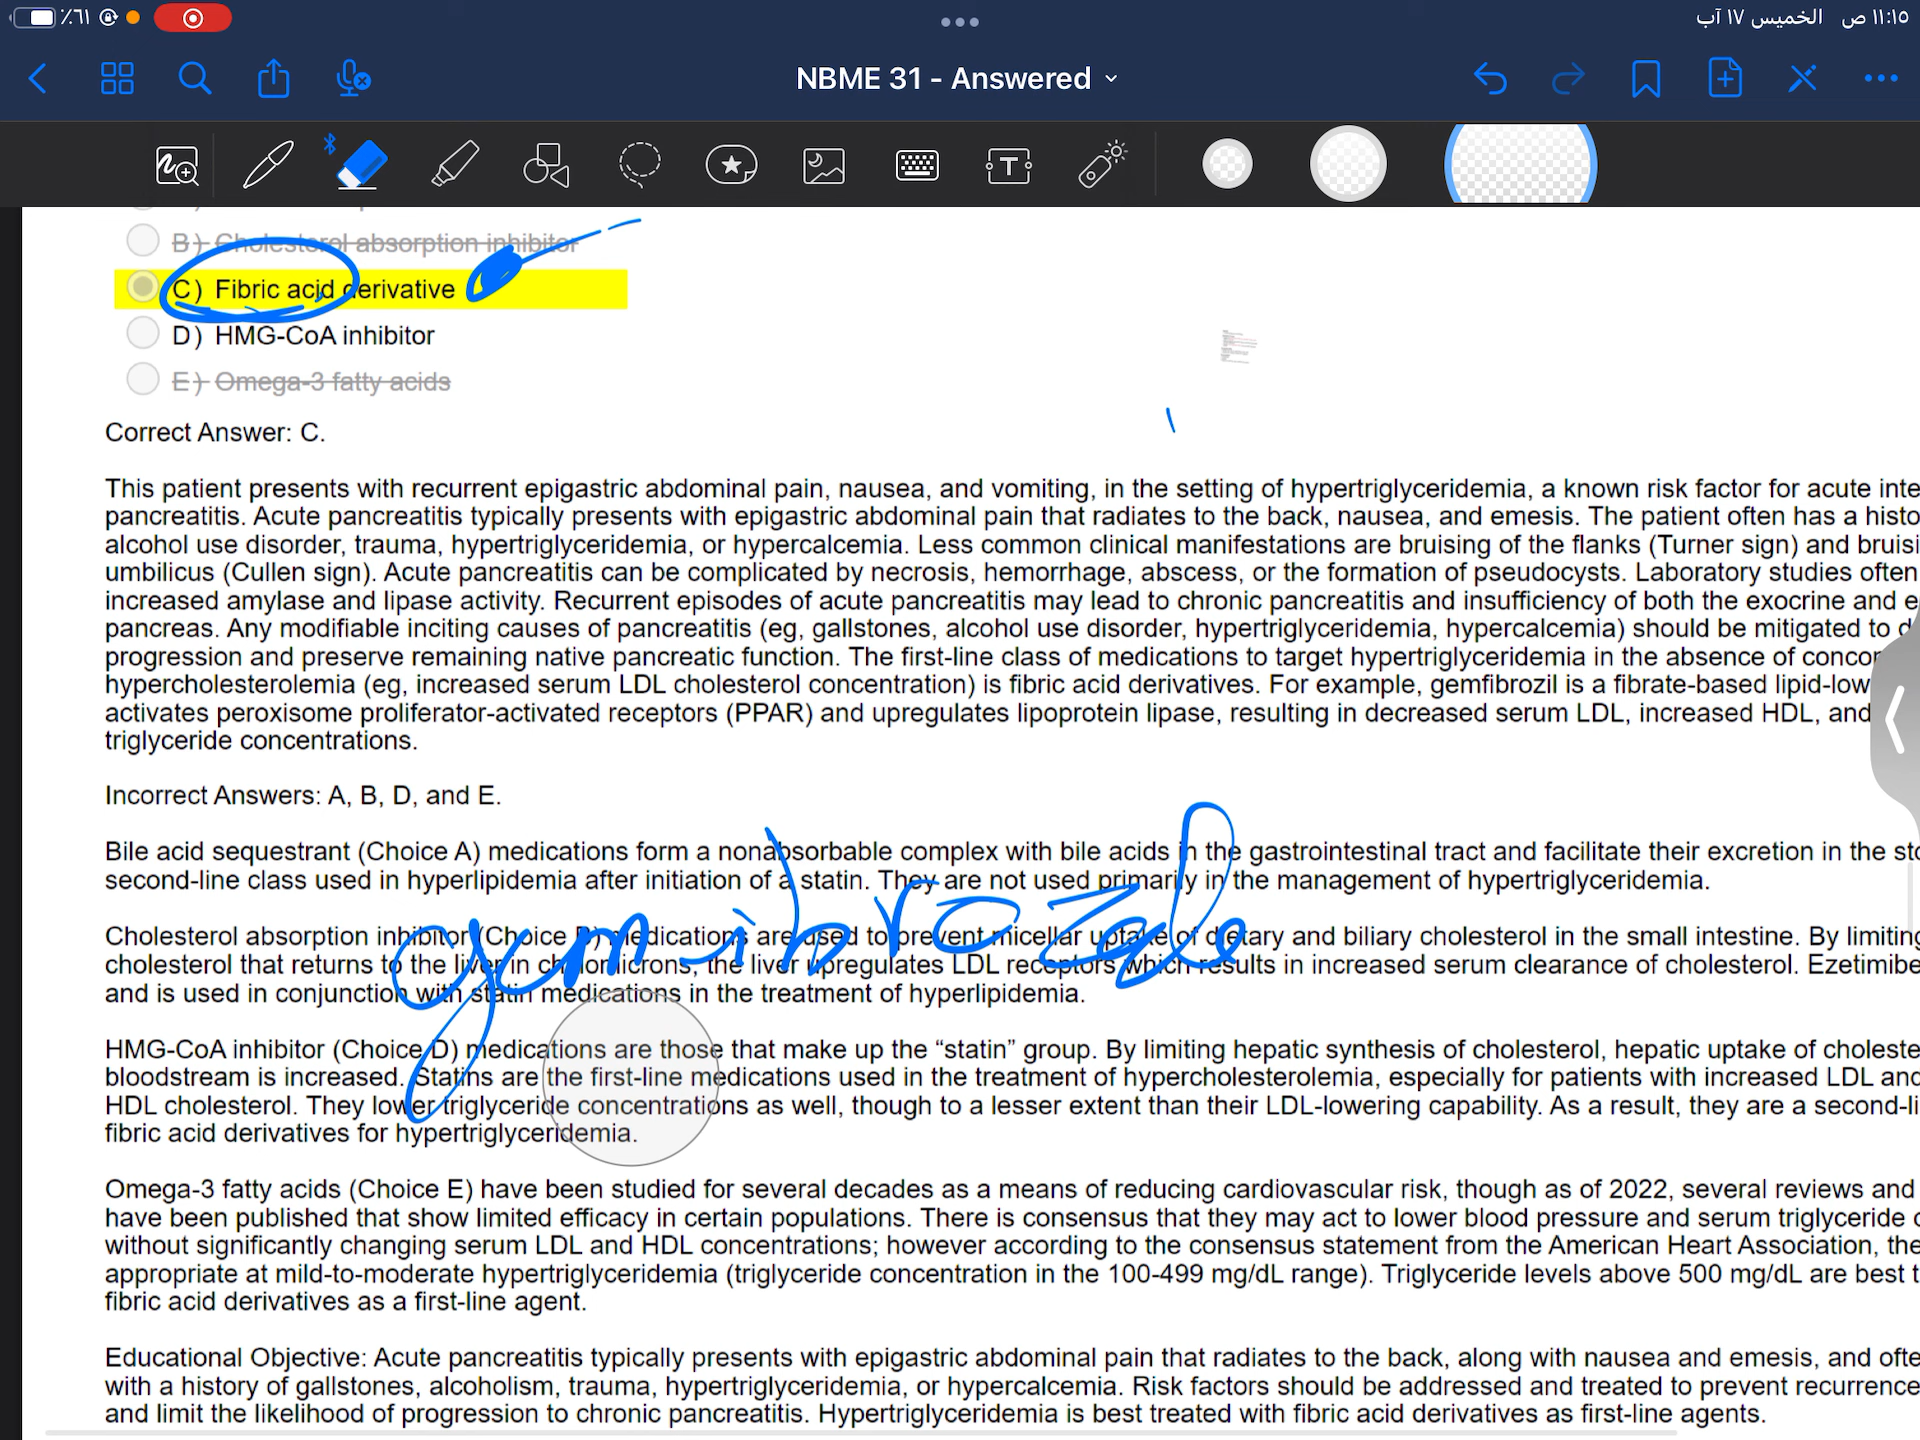 ٪٦١
١١:١٥ ص الخميس ١٧ آب
NBME 31 - Answered
T
B) Cholesterol absorption inhibitor
C) Fibric acid derivative
D) HMG-CoA inhibitor
E) Omega-3 fatty acids
Correct Answer: C.
This patient presents with recurrent epigastric abdominal pain, nausea, and vomiting, in the setting of hypertriglyceridemia, a known risk factor for acute inte
pancreatitis. Acute pancreatitis typically presents with epigastric abdominal pain that radiates to the back, nausea, and emesis. The patient often has a histo
alcohol use disorder, trauma, hypertriglyceridemia, or hypercalcemia. Less common clinical manifestations are bruising of the flanks (Turner sign) and bruisi
umbilicus (Cullen sign). Acute pancreatitis can be complicated by necrosis, hemorrhage, abscess, or the formation of pseudocysts. Laboratory studies often
increased amylase and lipase activity. Recurrent episodes of acute pancreatitis may lead to chronic pancreatitis and insufficiency of both the exocrine and e
pancreas. Any modifiable inciting causes of pancreatitis (eg, gallstones, alcohol use disorder, hypertriglyceridemia, hypercalcemia) should be mitigated to d
progression and preserve remaining native pancreatic function. The first-line class of medications to target hypertriglyceridemia in the absence of concor
hypercholesterolemia (eg, increased serum LDL cholesterol concentration) is fibric acid derivatives. For example, gemfibrozil is a fibrate-based lipid-low
activates peroxisome proliferator-activated receptors (PPAR) and upregulates lipoprotein lipase, resulting in decreased serum LDL, increased HDL, and
triglyceride concentrations.
Incorrect Answers: A, B, D, and E.
Bile acid sequestrant (Choice A) medications form a nonabsorbable complex with bile acids in the gastrointestinal tract and facilitate their excretion in the sto
second-line class used in hyperlipidemia after initiation of a statin. They are not used primarily in the management of hypertriglyceridemia.
Cholesterol absorption inhibitor (Choice B) medications are used to prevent micellar uptake of dietary and biliary cholesterol in the small intestine. By limiting
cholesterol that returns to the liver in chylomicrons, the liver upregulates LDL receptors which results in increased serum clearance of cholesterol. Ezetimibe
and is used in conjunction with statin medications in the treatment of hyperlipidemia.
HMG-CoA inhibitor (Choice D) medications are those that make up the “statin” group. By limiting hepatic synthesis of cholesterol, hepatic uptake of choleste
bloodstream is increased. Statins are the first-line medications used in the treatment of hypercholesterolemia, especially for patients with increased LDL and
HDL cholesterol. They lower triglyceride concentrations as well, though to a lesser extent than their LDL-lowering capability. As a result, they are a second-li
fibric acid derivatives for hypertriglyceridemia.
Omega-3 fatty acids (Choice E) have been studied for several decades as a means of reducing cardiovascular risk, though as of 2022, several reviews and
have been published that show limited efficacy in certain populations. There is consensus that they may act to lower blood pressure and serum triglyceride c
without significantly changing serum LDL and HDL concentrations; however according to the consensus statement from the American Heart Association, the
appropriate at mild-to-moderate hypertriglyceridemia (triglyceride concentration in the 100-499 mg/dL range). Triglyceride levels above 500 mg/dL are best t
fibric acid derivatives as a first-line agent.
Educational Objective: Acute pancreatitis typically presents with epigastric abdominal pain that radiates to the back, along with nausea and emesis, and ofte
with a history of gallstones, alcoholism, trauma, hypertriglyceridemia, or hypercalcemia. Risk factors should be addressed and treated to prevent recurrence
and limit the likelihood of progression to chronic pancreatitis. Hypertriglyceridemia is best treated with fibric acid derivatives as first-line agents.